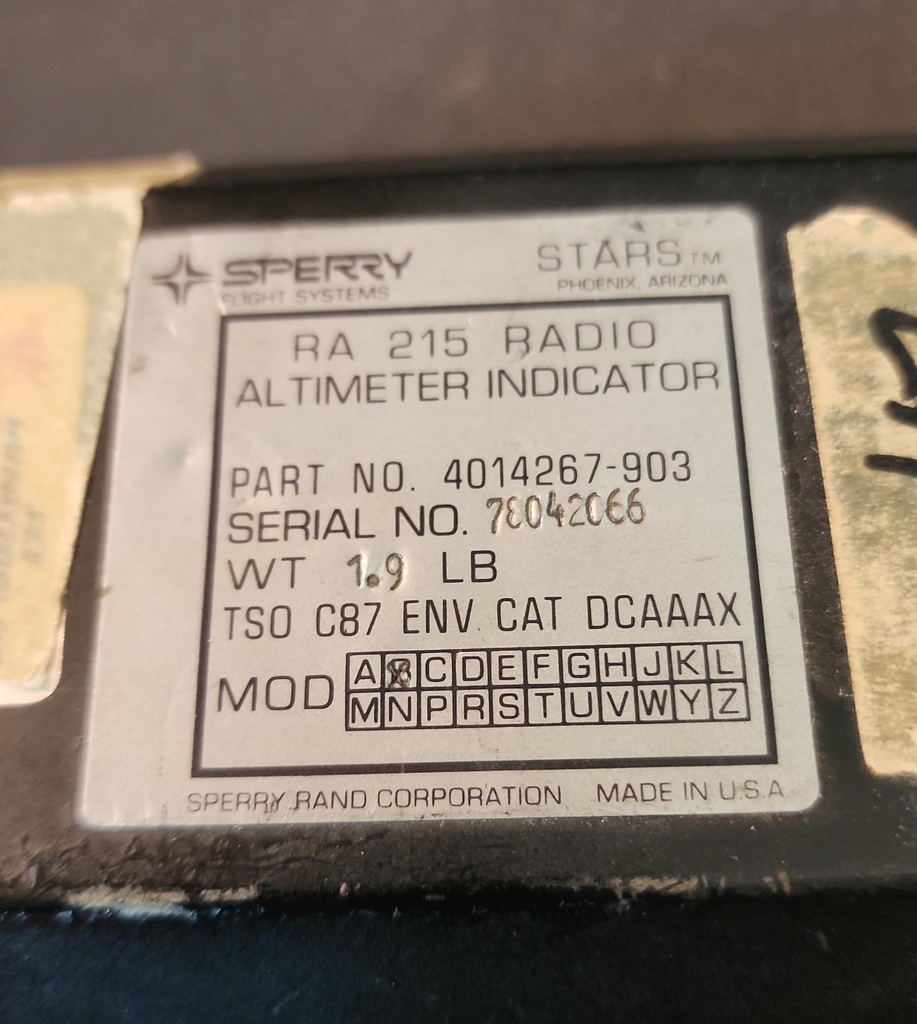 SPERRY
FLIGHT SYSTEMS
STARS™
PHOENIX, ARIZONA
RA 215 RADIO
ALTIMETER INDICATOR
PART NO. 4014267-903
SERIAL NO. 78042066
WT 1.9 LB
TSO C87 ENV. CAT DCAAAX
MOD A B C D E F G H J K L
M N P R S T U V W Y Z
SPERRY RAND CORPORATION MADE IN U.S.A